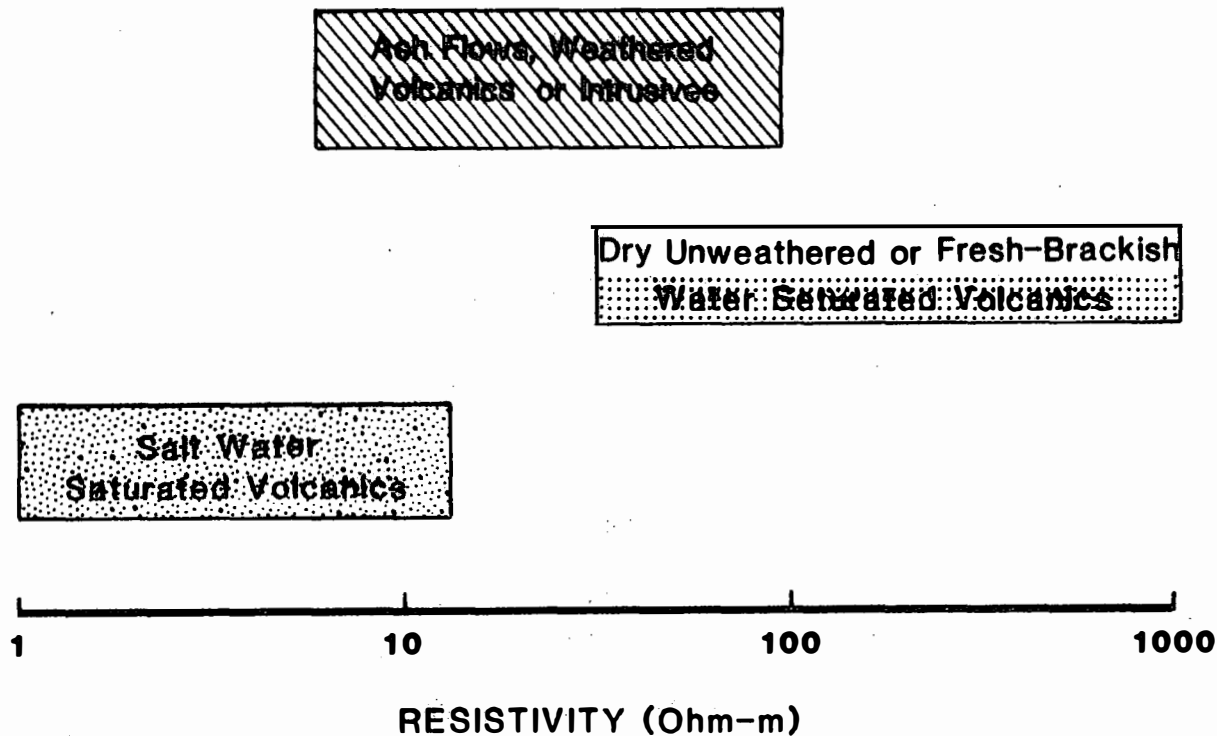 Ash Flows, Weathered
Volcanics or Intrusives
Dry Unweathered or Fresh-Brackish
Water Saturated Volcanics
Salt Water
Saturated Volcanics
1 10 100 1000
RESISTIVITY (Ohm-m)